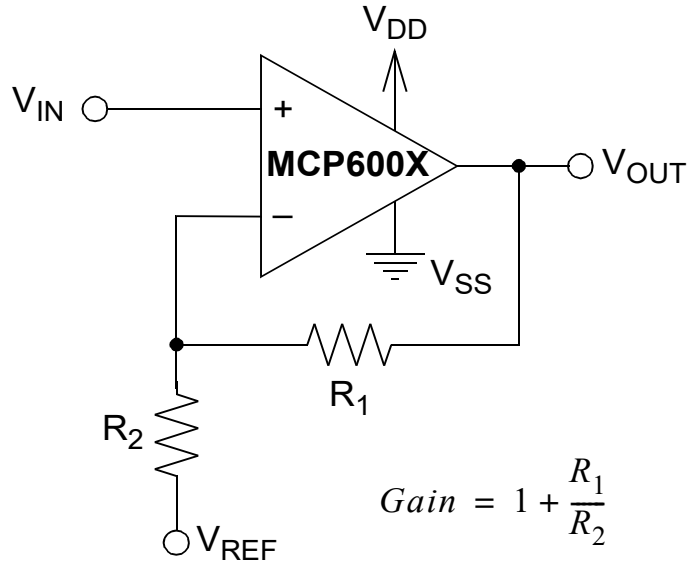 V_DD
V_IN
+
MCP600X
V_OUT
−
V_SS
R_1
R_2
Gain = 1 + R_1/R_2
V_REF